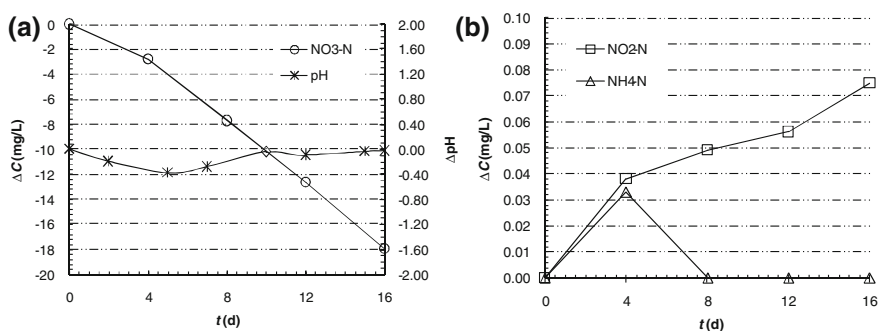 (a)
0
-2
-4
-6
-8
-10
-12
-14
-16
-18
-20
ΔC(mg/L)
NO3-N
pH
2.00
1.60
1.20
0.80
0.40
0.00
-0.40
-0.80
-1.20
-1.60
-2.00
ΔpH
0 4 8 12 16
t(d)
(b)
0.10
0.09
0.08
0.07
0.06
0.05
0.04
0.03
0.02
0.01
0.00
ΔC(mg/L)
NO2-N
NH4-N
0 4 8 12 16
t(d)